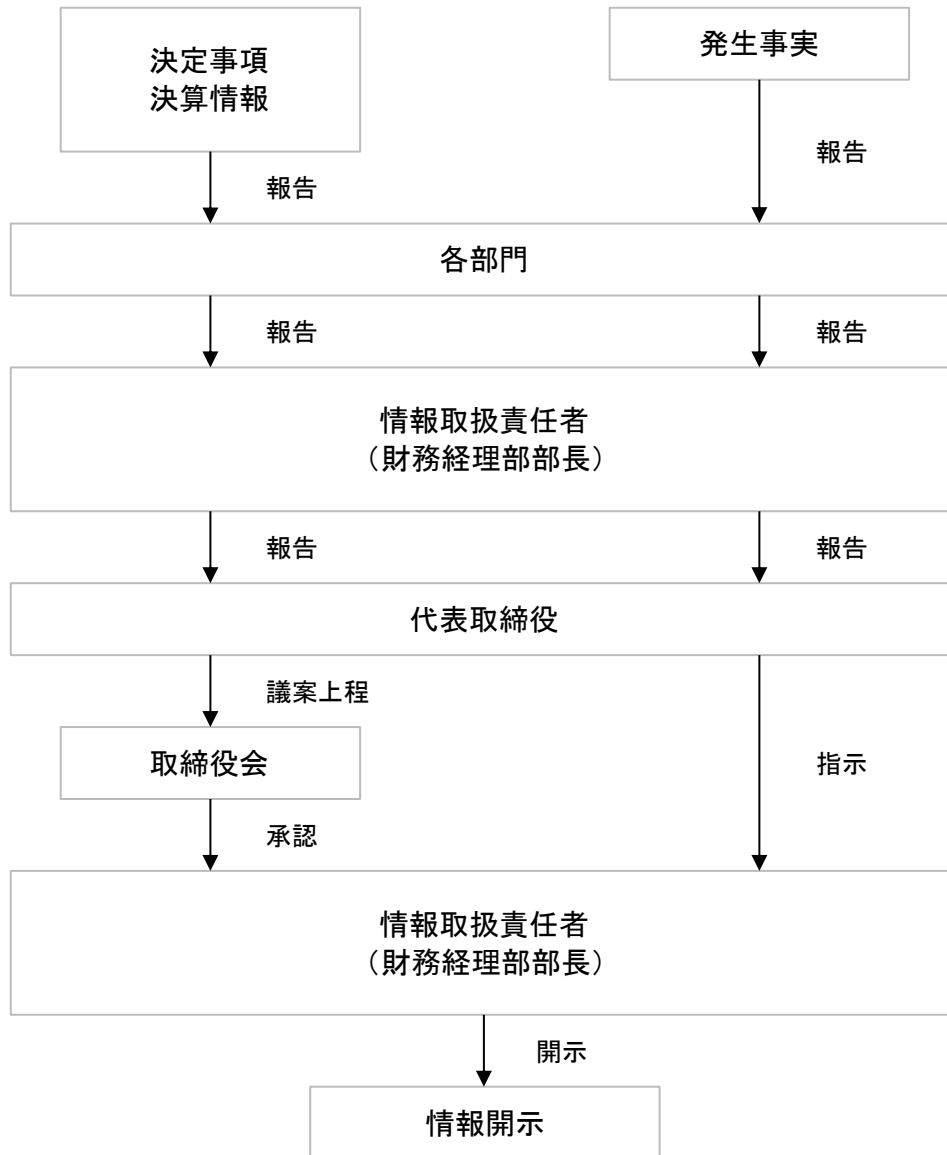 決定事項
決算情報
発生事実
報告
報告
各部門
報告
報告
情報取扱責任者
（財務経理部部長）
報告
報告
代表取締役
議案上程
取締役会
指示
承認
情報取扱責任者
（財務経理部部長）
開示
情報開示